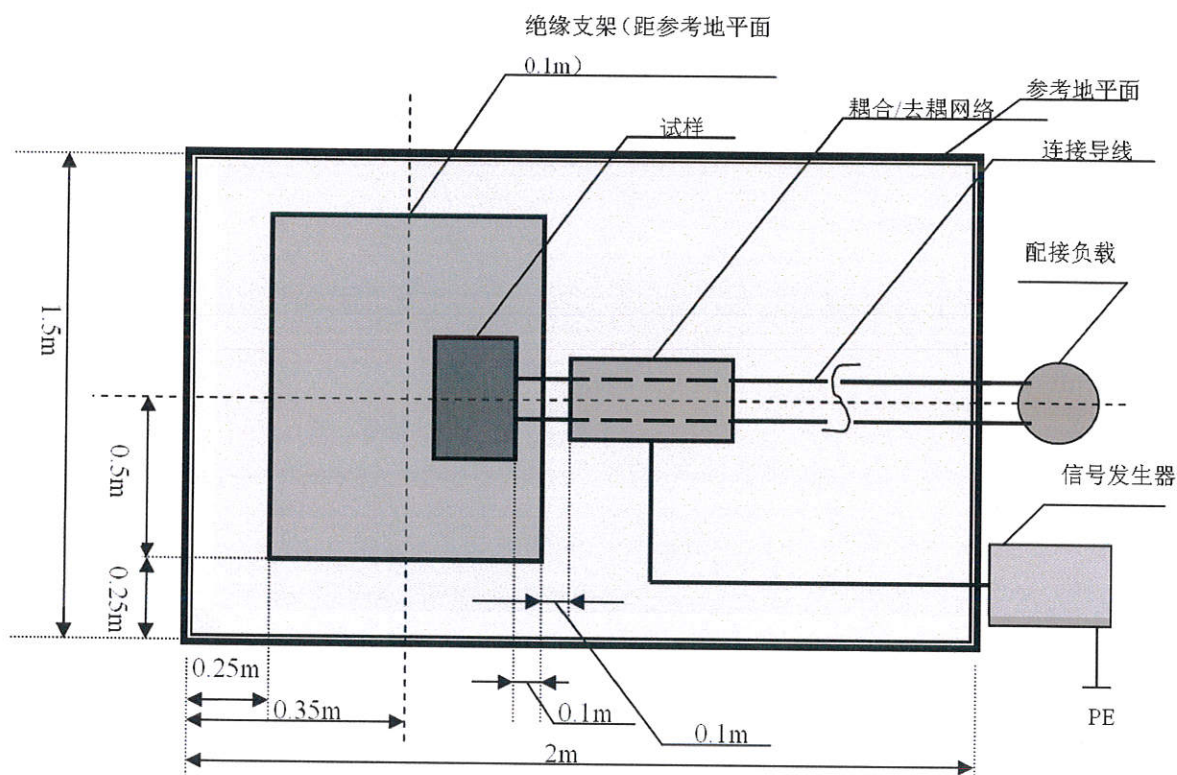 绝缘支架（距参考地平面
0.1m）
参考地平面
耦合/去耦网络
试样
连接导线
配接负载
1.5m
0.5m
信号发生器
0.25m
0.25m
0.35m
0.1m
PE
0.1m
2m